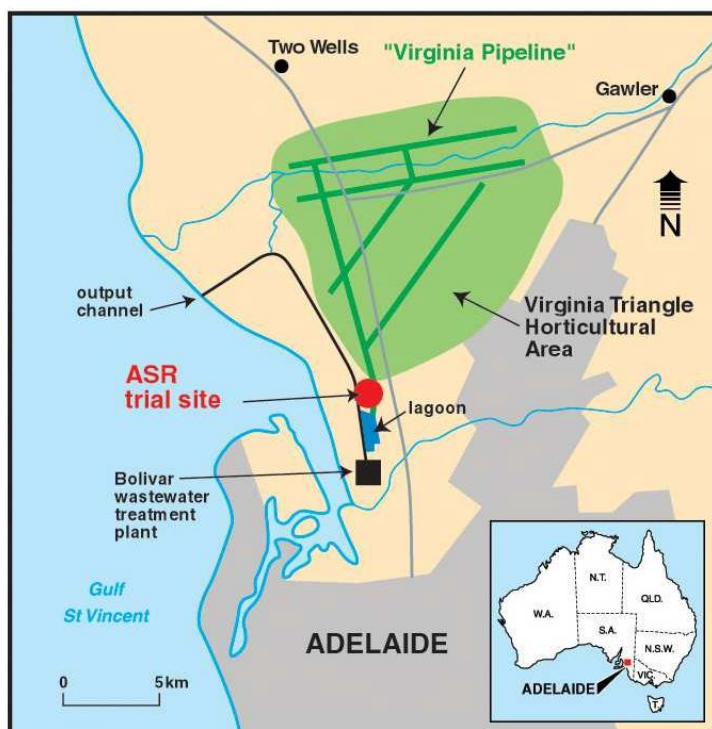 Two Wells
"Virginia Pipeline"
Gawler
N
output
channel
Virginia Triangle
Horticultural
Area
ASR
trial site
lagoon
Bolivar
wastewater
treatment
plant
Gulf
St Vincent
ADELAIDE
0
5km
N.T.
QLD.
W.A.
S.A.
N.S.W.
VIC.
ADELAIDE
T.